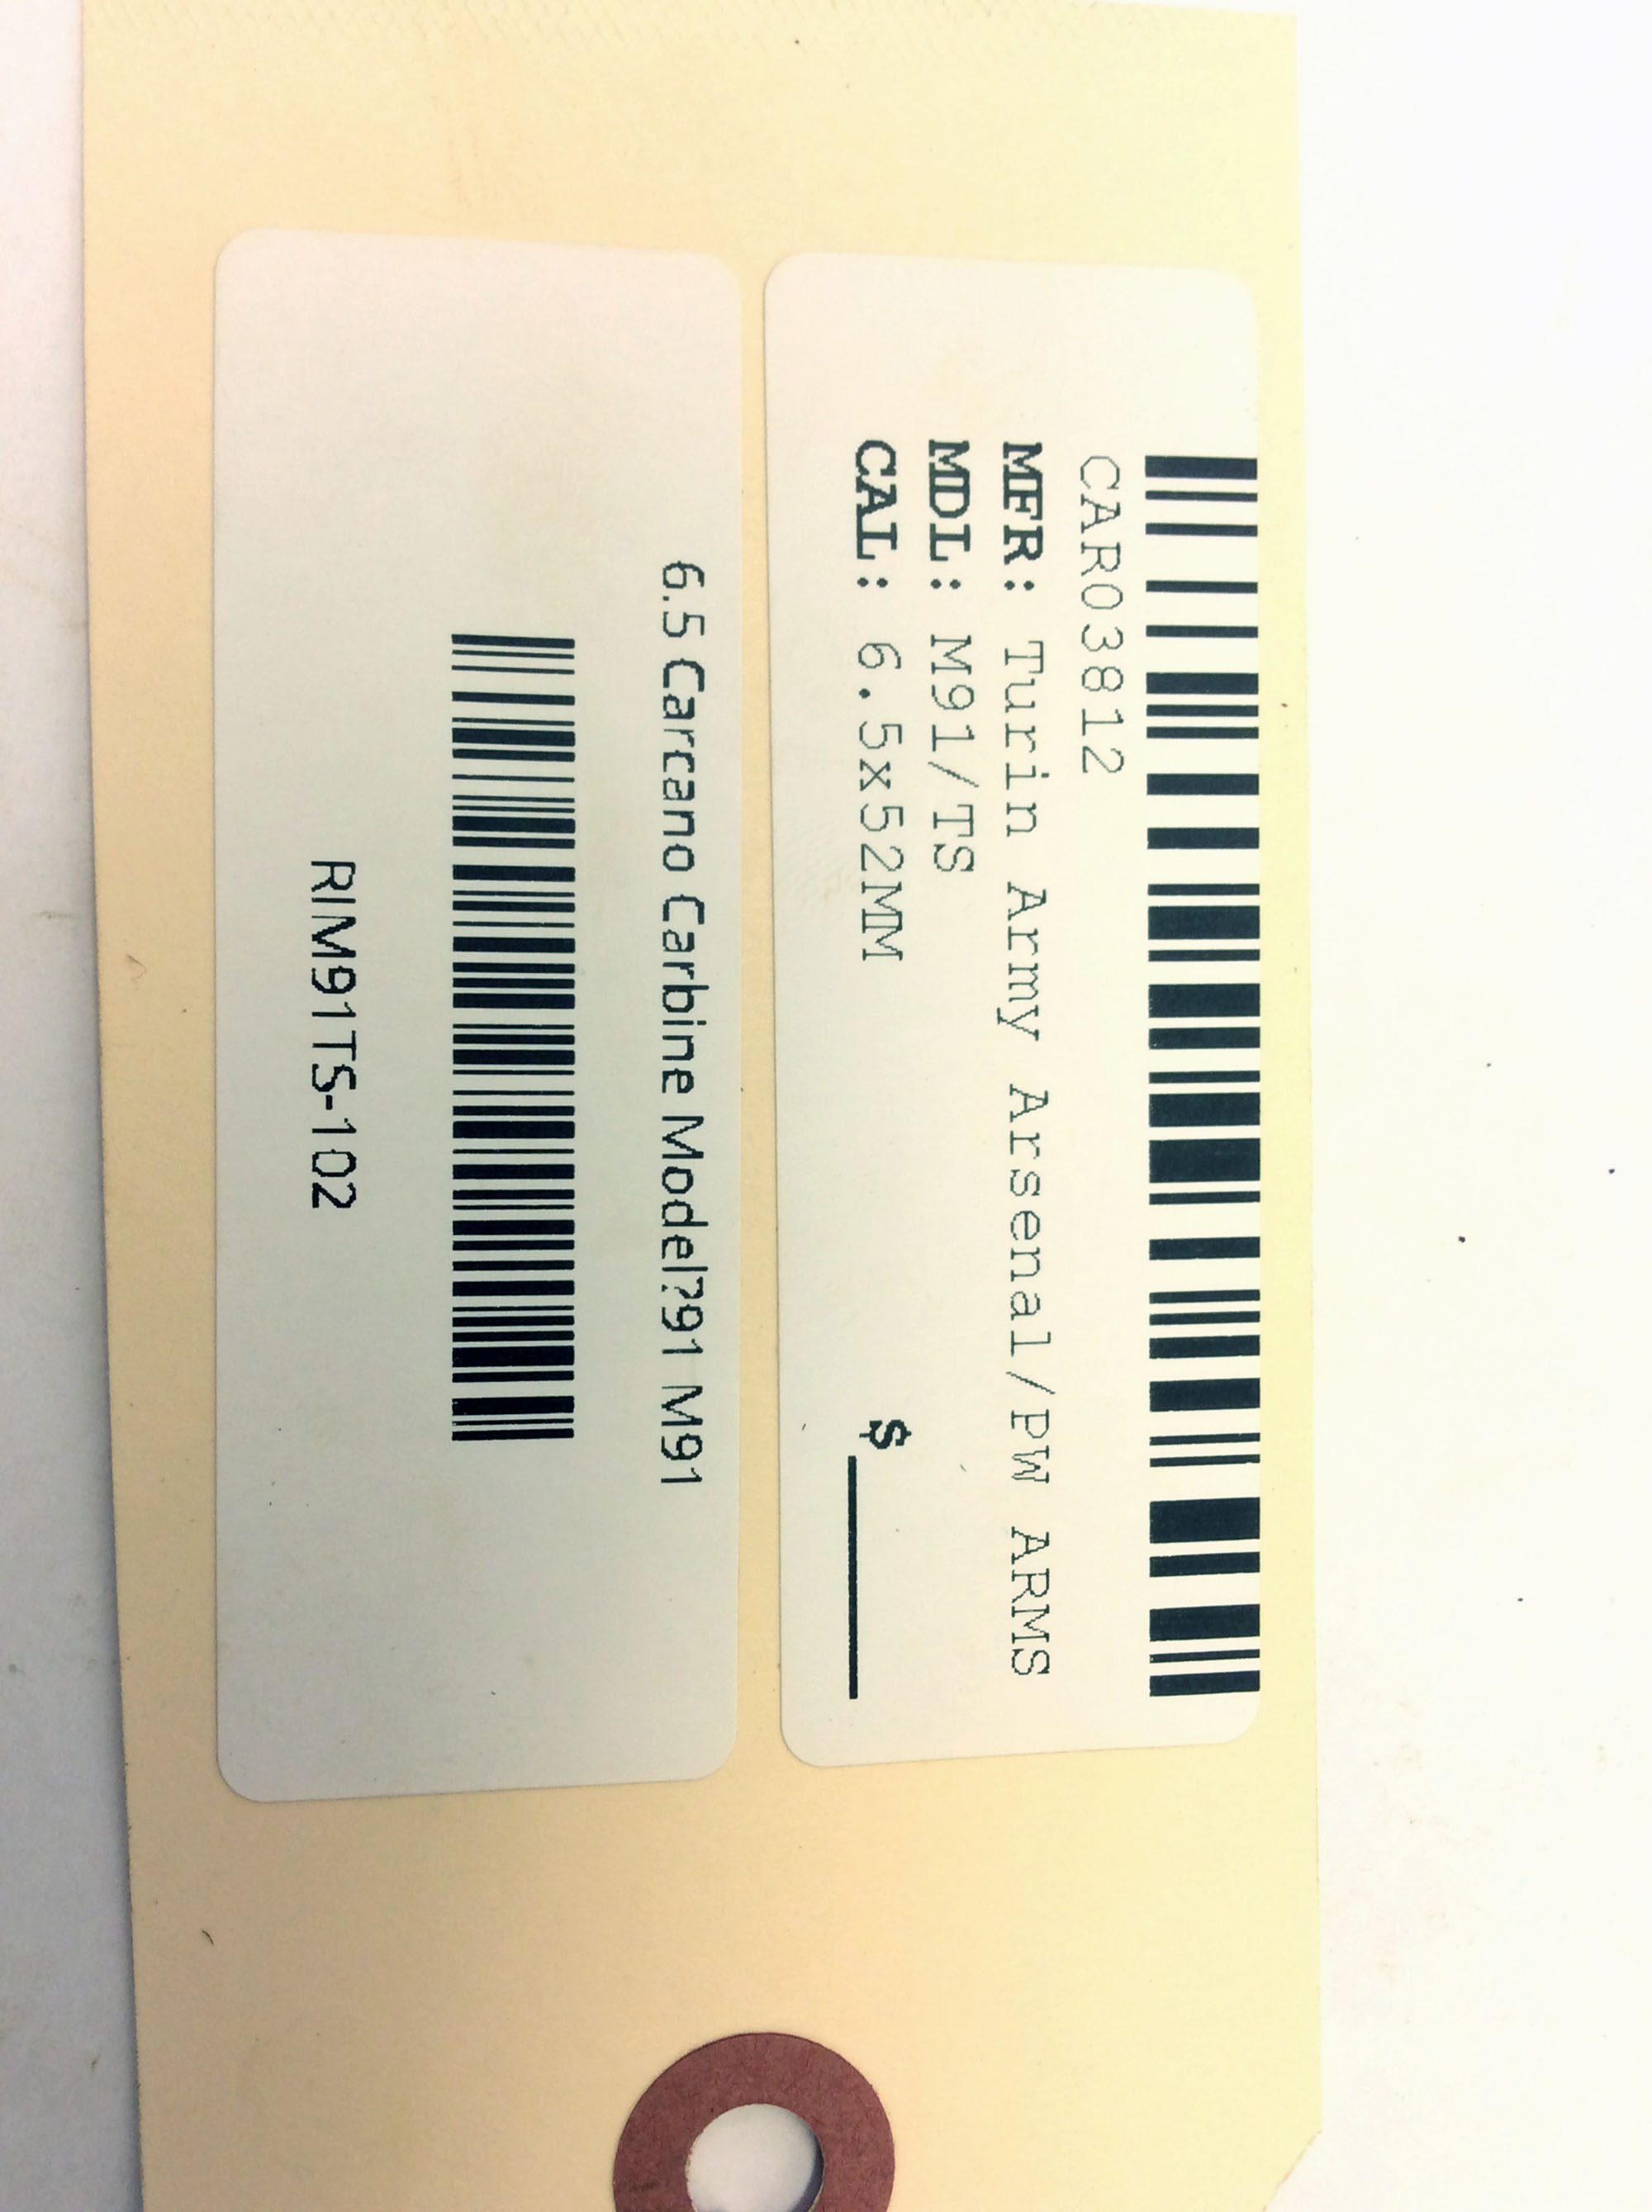 CAR03812
MFR: Turin Army Arsenal/PW ARMS
MDL: M91/TS
CAL: 6.5x52MM
$
6.5 Carcano Carbine Model?91 M91
RIM91TS-102